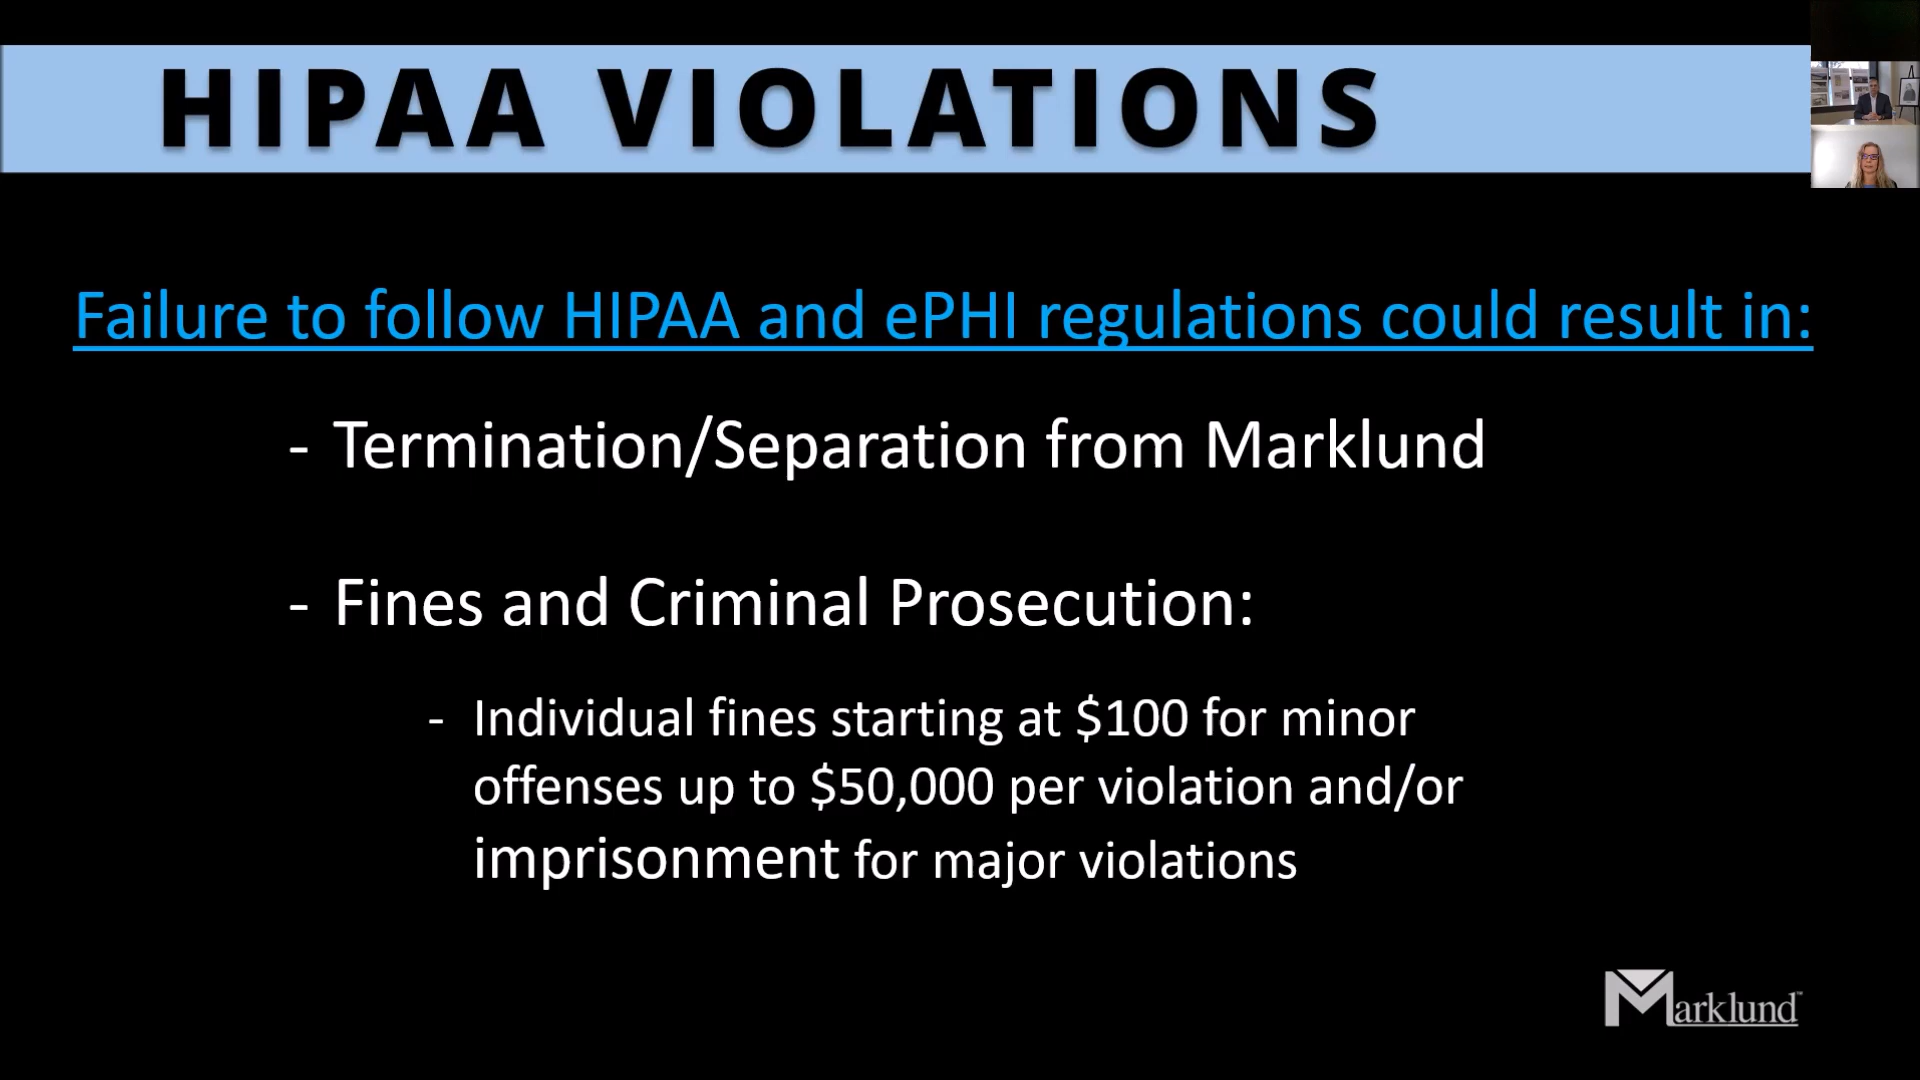 HIPAA VIOLATIONS
Failure to follow HIPAA and ePHI regulations could result in:
- Termination/Separation from Marklund
- Fines and Criminal Prosecution:
- Individual fines starting at $100 for minor
offenses up to $50,000 per violation and/or
imprisonment for major violations
Marklund™